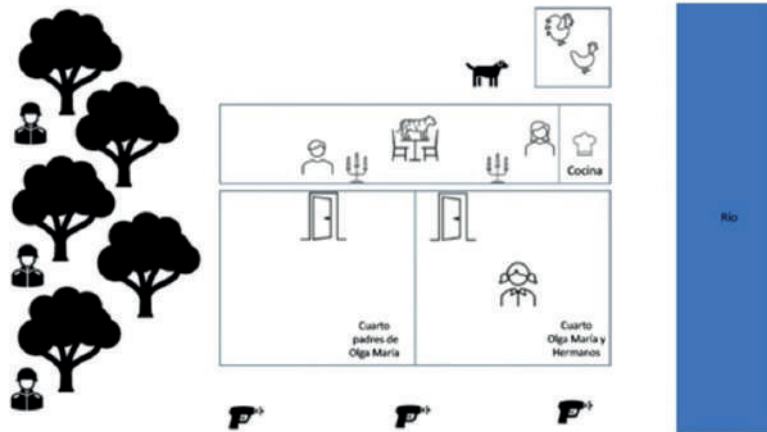 Cocina
Río
Cuarto
padres de
Olga María
Cuarto
Olga María y
Hermanos